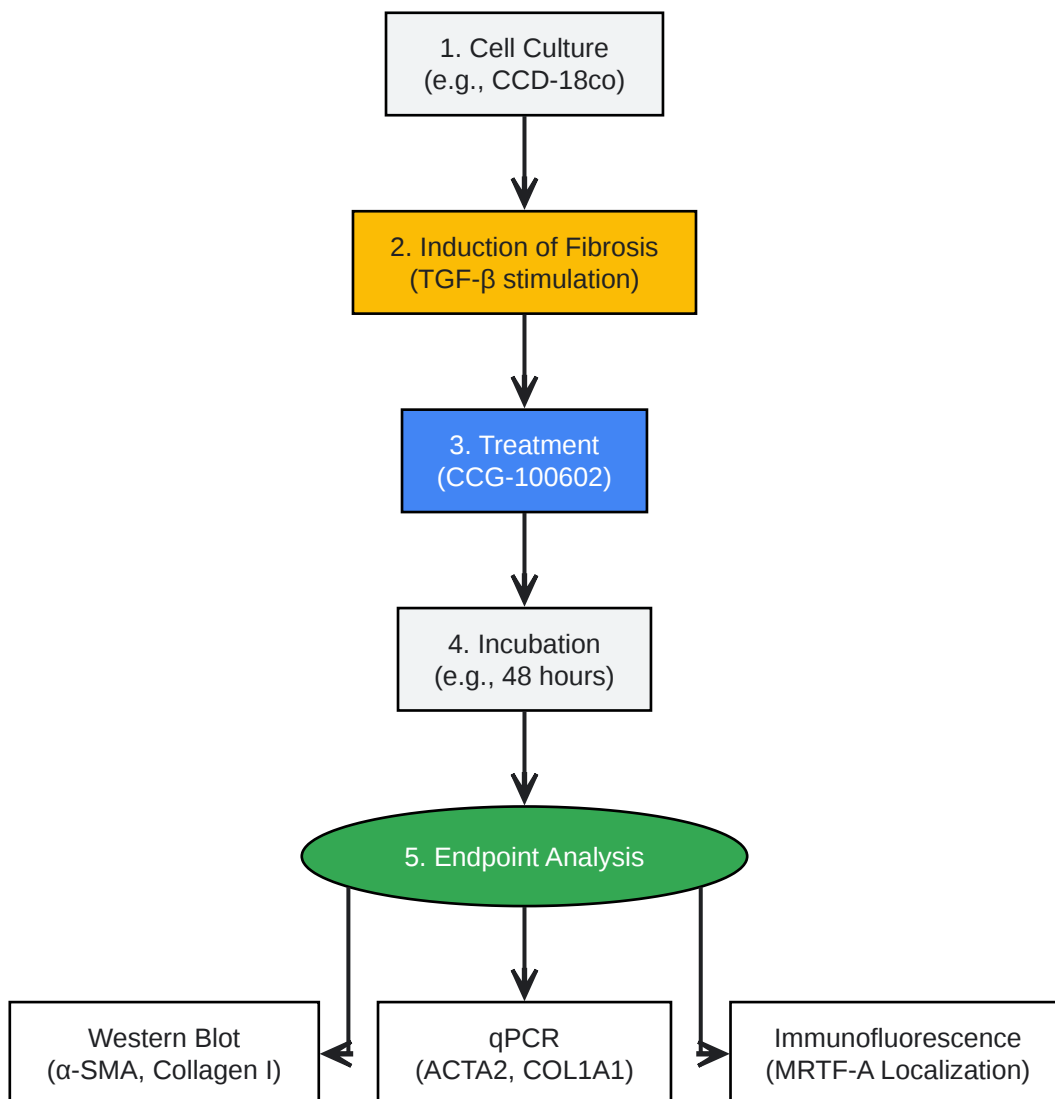 1. Cell Culture
(e.g., CCD-18co)
2. Induction of Fibrosis
(TGF-β stimulation)
3. Treatment
(CCG-100602)
4. Incubation
(e.g., 48 hours)
5. Endpoint Analysis
Western Blot
(α-SMA, Collagen I)
qPCR
(ACTA2, COL1A1)
Immunofluorescence
(MRTF-A Localization)